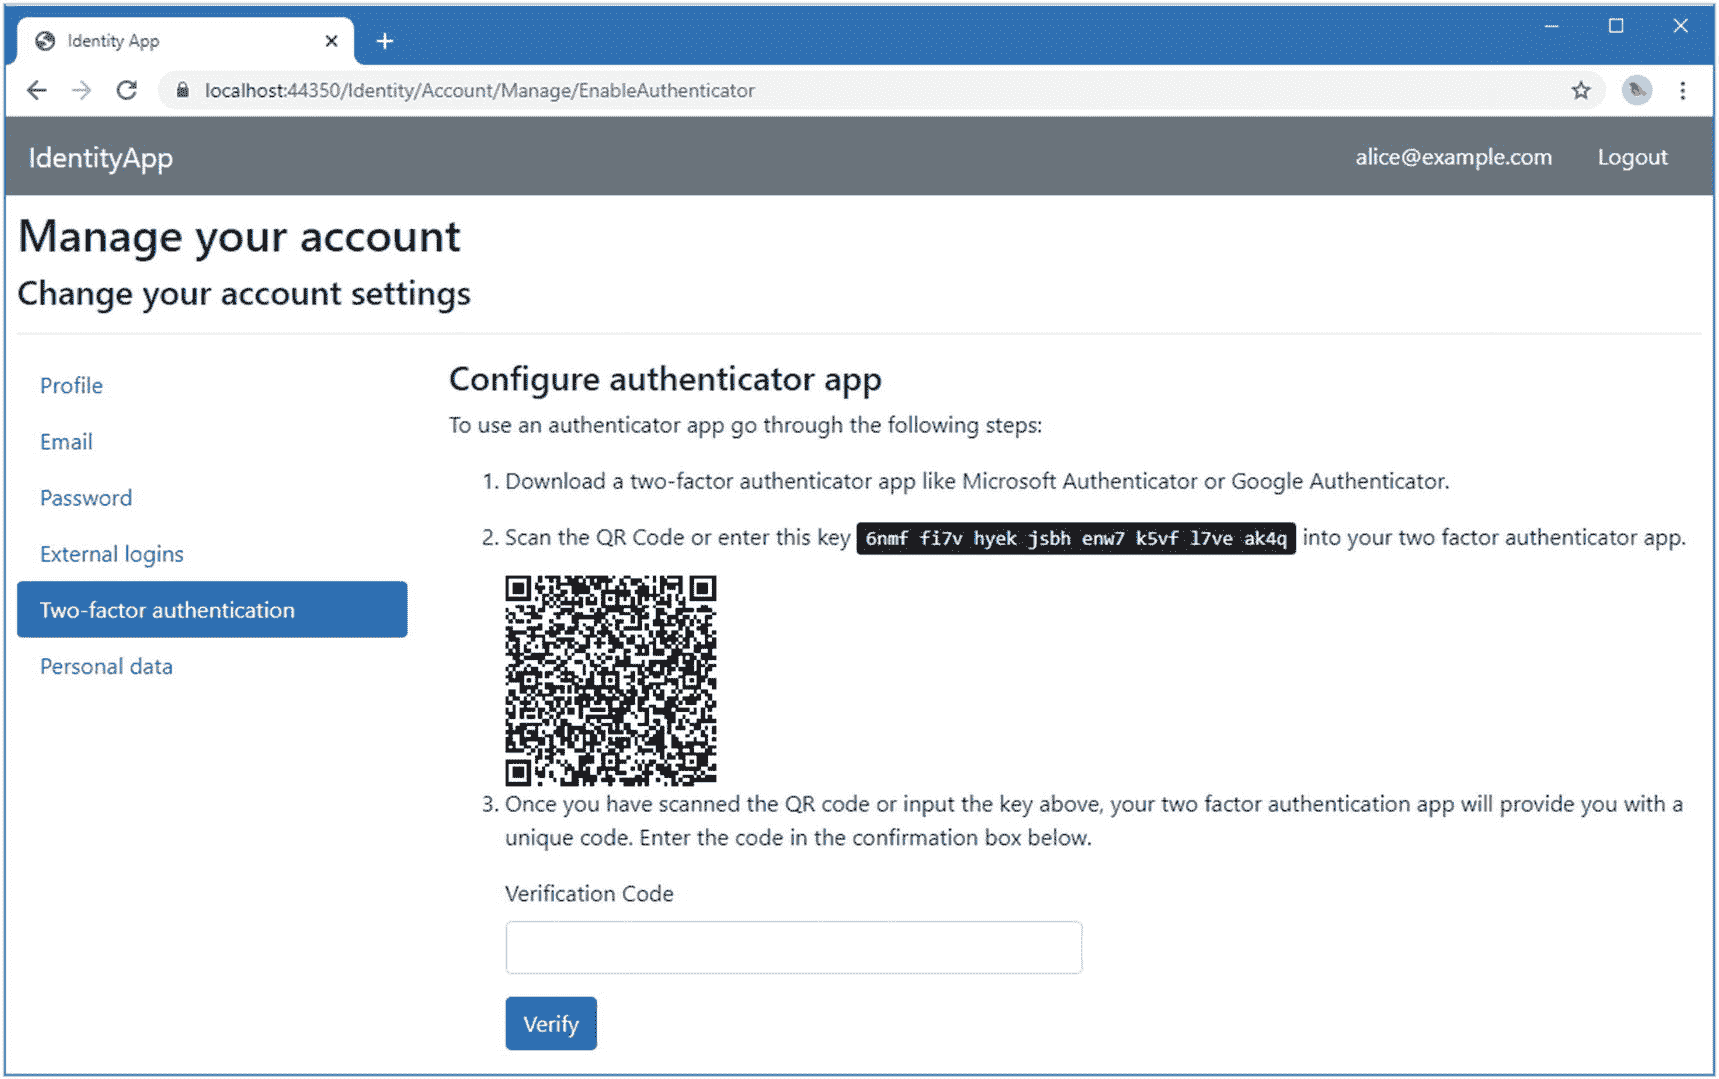 Identity App
localhost:44350/Identity/Account/Manage/EnableAuthenticator
IdentityApp
alice@example.com
Logout
Manage your account
Change your account settings
Profile
Email
Password
External logins
Two-factor authentication
Personal data
Configure authenticator app
To use an authenticator app go through the following steps:
1. Download a two-factor authenticator app like Microsoft Authenticator or Google Authenticator.
2. Scan the QR Code or enter this key 6nmf fi7v hyek jsbh enw7 k5vf l7ve ak4q into your two factor authenticator app.
3. Once you have scanned the QR code or input the key above, your two factor authentication app will provide you with a
unique code. Enter the code in the confirmation box below.
Verification Code
Verify